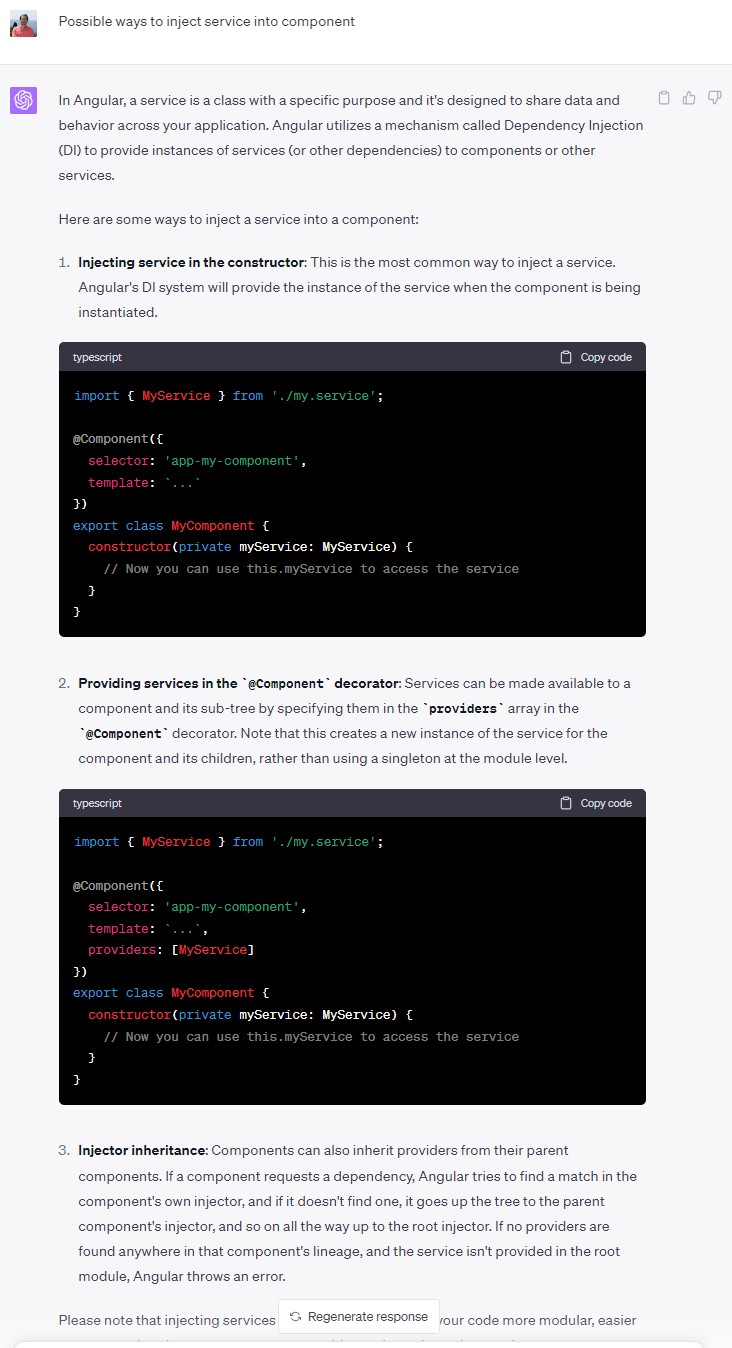 Possible ways to inject service into component
In Angular, a service is a class with a specific purpose and it's designed to share data and
behavior across your application. Angular utilizes a mechanism called Dependency Injection
(DI) to provide instances of services (or other dependencies) to components or other
services.
Here are some ways to inject a service into a component:
1. Injecting service in the constructor: This is the most common way to inject a service.
Angular's DI system will provide the instance of the service when the component is being
instantiated.
typescript Copy code
import { MyService } from './my.service';
@Component({
  selector: 'app-my-component',
  template: `...`
})
export class MyComponent {
  constructor(private myService: MyService) {
    // Now you can use this.myService to access the service
  }
}
2. Providing services in the `@Component` decorator: Services can be made available to a
component and its sub-tree by specifying them in the `providers` array in the
`@Component` decorator. Note that this creates a new instance of the service for the
component and its children, rather than using a singleton at the module level.
typescript Copy code
import { MyService } from './my.service';
@Component({
  selector: 'app-my-component',
  template: `...`,
  providers: [MyService]
})
export class MyComponent {
  constructor(private myService: MyService) {
    // Now you can use this.myService to access the service
  }
}
3. Injector inheritance: Components can also inherit providers from their parent
components. If a component requests a dependency, Angular tries to find a match in the
component's own injector, and if it doesn't find one, it goes up the tree to the parent
component's injector, and so on all the way up to the root injector. If no providers are
found anywhere in that component's lineage, and the service isn't provided in the root
module, Angular throws an error.
Please note that injecting services
Regenerate response
your code more modular, easier